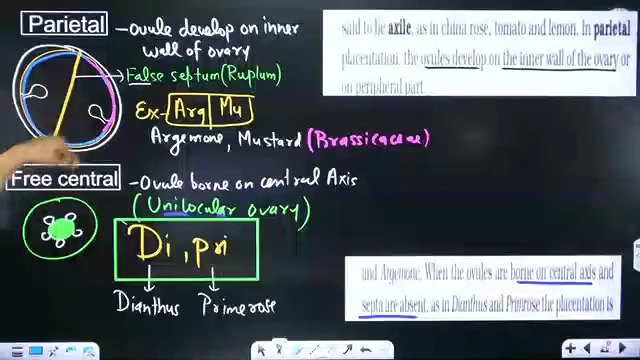 Parietal - ovule develop on inner
wall of ovary
False septum (Ruplum)
Ex- Arg Mu
Argemone, Mustard (Brassicaceae)
said to be axile, as in china rose, tomato and lemon. In parietal
placentation, the ovules develop on the inner wall of the ovary or
on peripheral part.
Free central - Ovule borne on central Axis
(Unilocular ovary)
Di, pri
Dianthus Primerose
and Argemone. When the ovules are borne on central axis and
septa are absent, as in Dianthus and Primrose the placentation is